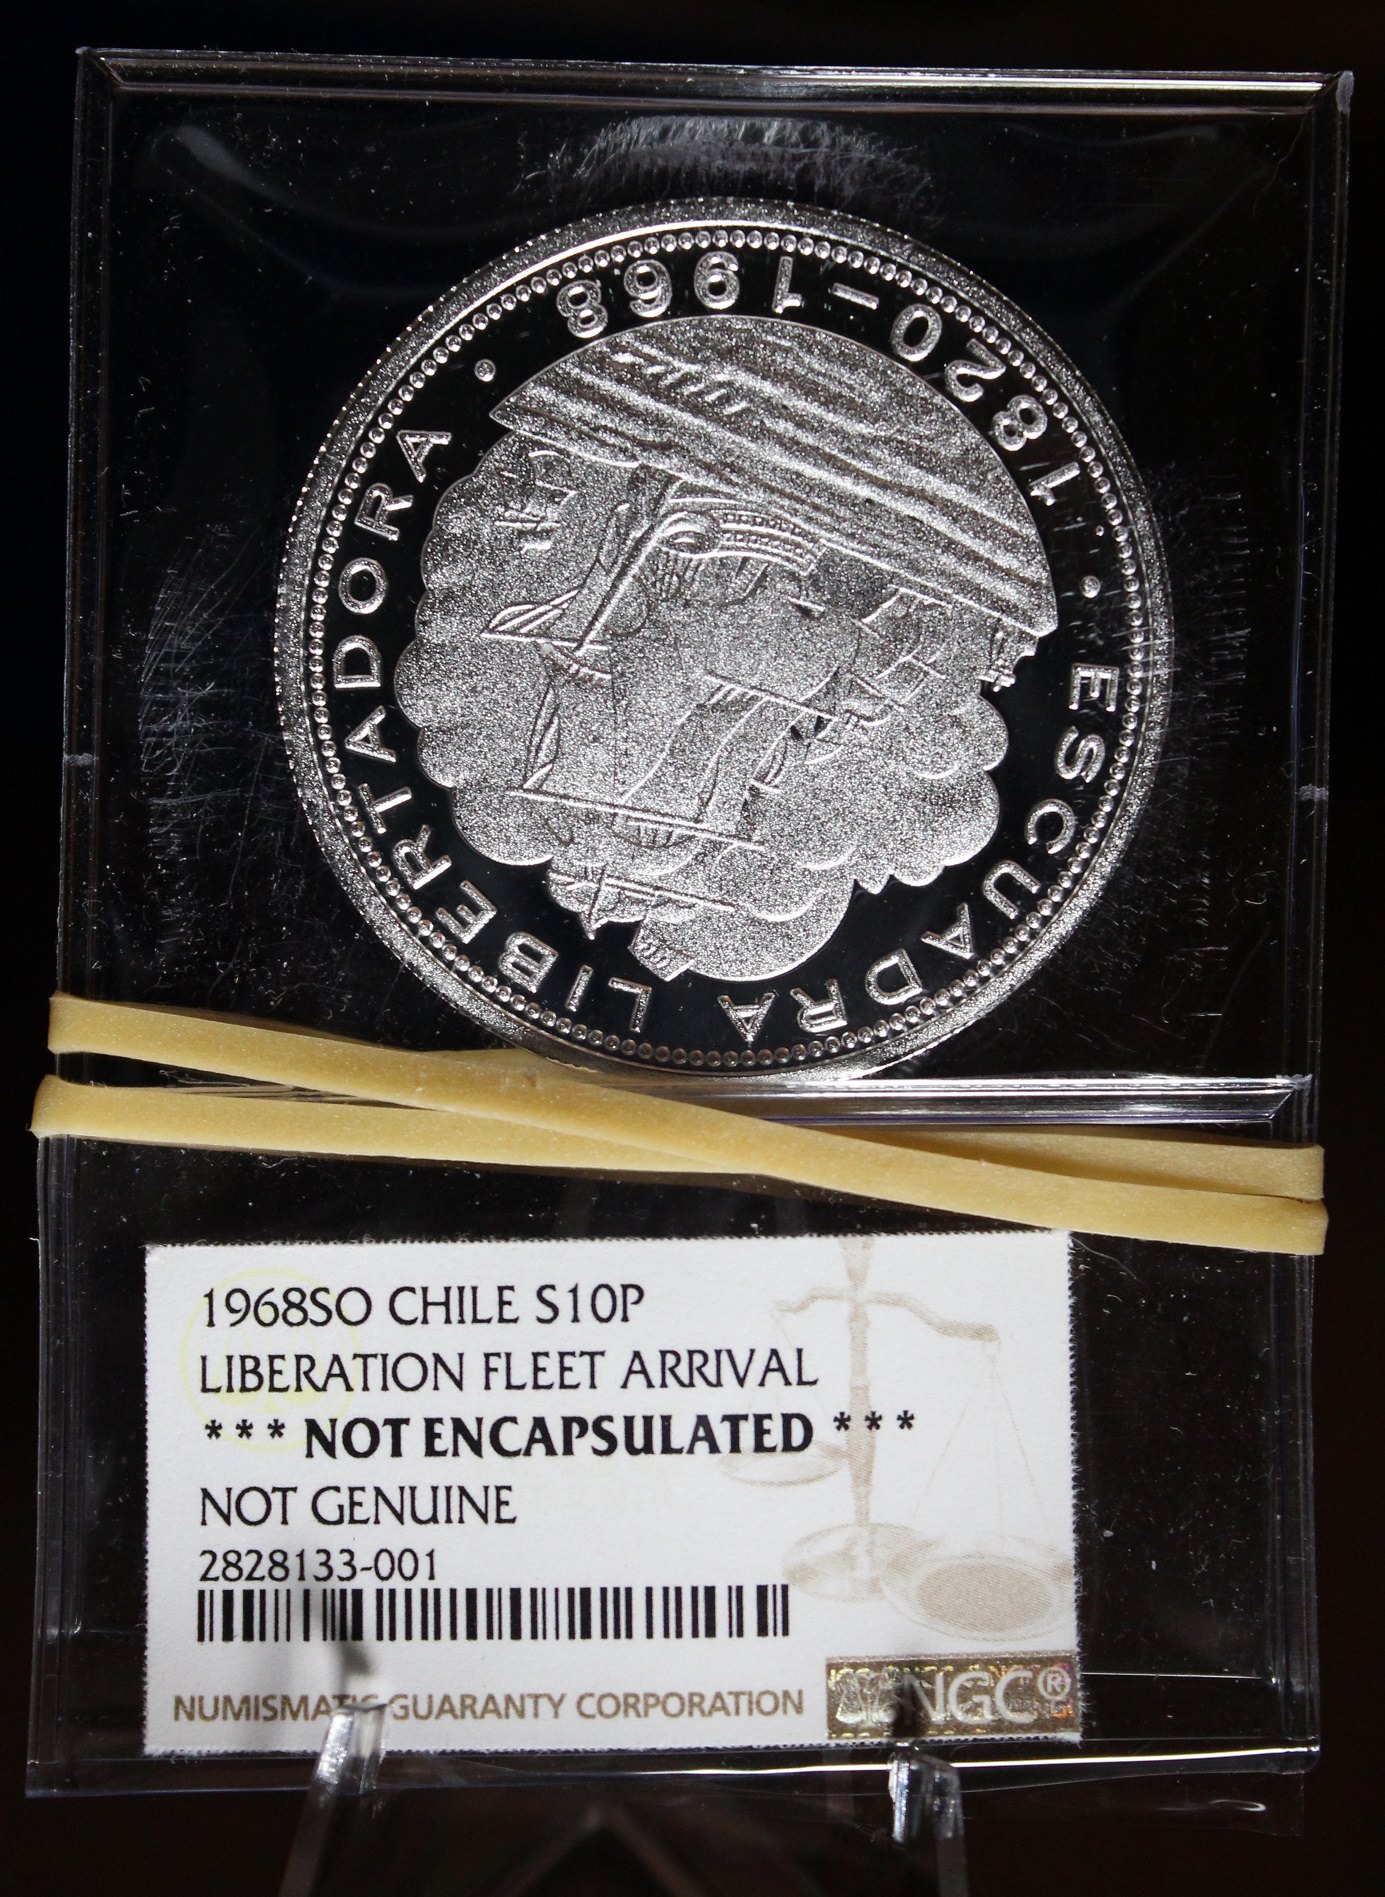 1820-1968
• ESCUADRA LIBERTADORA •
1968SO CHILE S10P
LIBERATION FLEET ARRIVAL
*** NOT ENCAPSULATED ***
NOT GENUINE
2828133-001
NUMISMATIC GUARANTY CORPORATION
NGC®